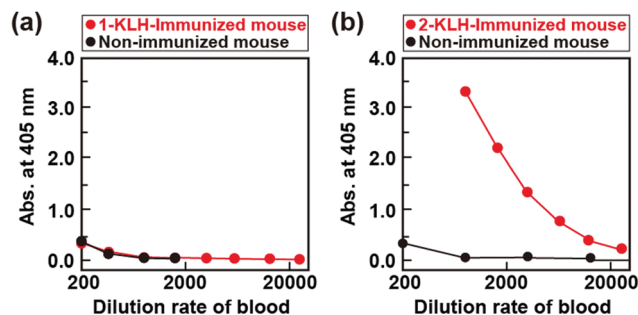 (a)
1-KLH-Immunized mouse
Non-immunized mouse
4.0
3.0
2.0
1.0
0.0
Abs. at 405 nm
200
2000
20000
Dilution rate of blood
(b)
2-KLH-Immunized mouse
Non-immunized mouse
4.0
3.0
2.0
1.0
0.0
Abs. at 405 nm
200
2000
20000
Dilution rate of blood